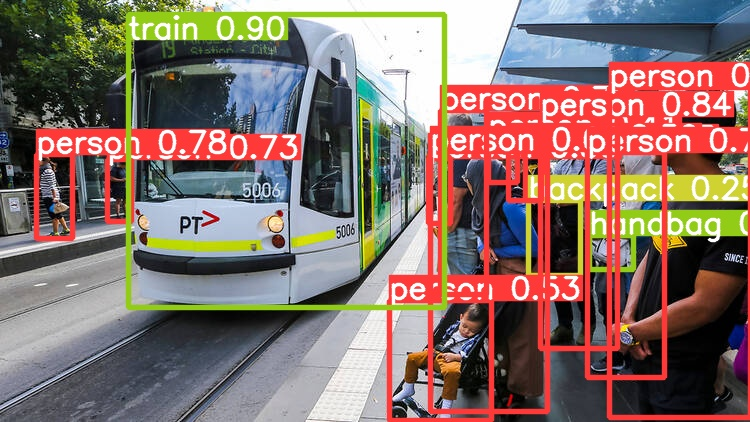 train 0.90
19
Station - City
person 0.
person
person 0.84
person 0.78
0.73
person 0.
person 0.7
5006
backpack 0.25
handbag 0
PT>
5006
SINCE 1
person 0.53